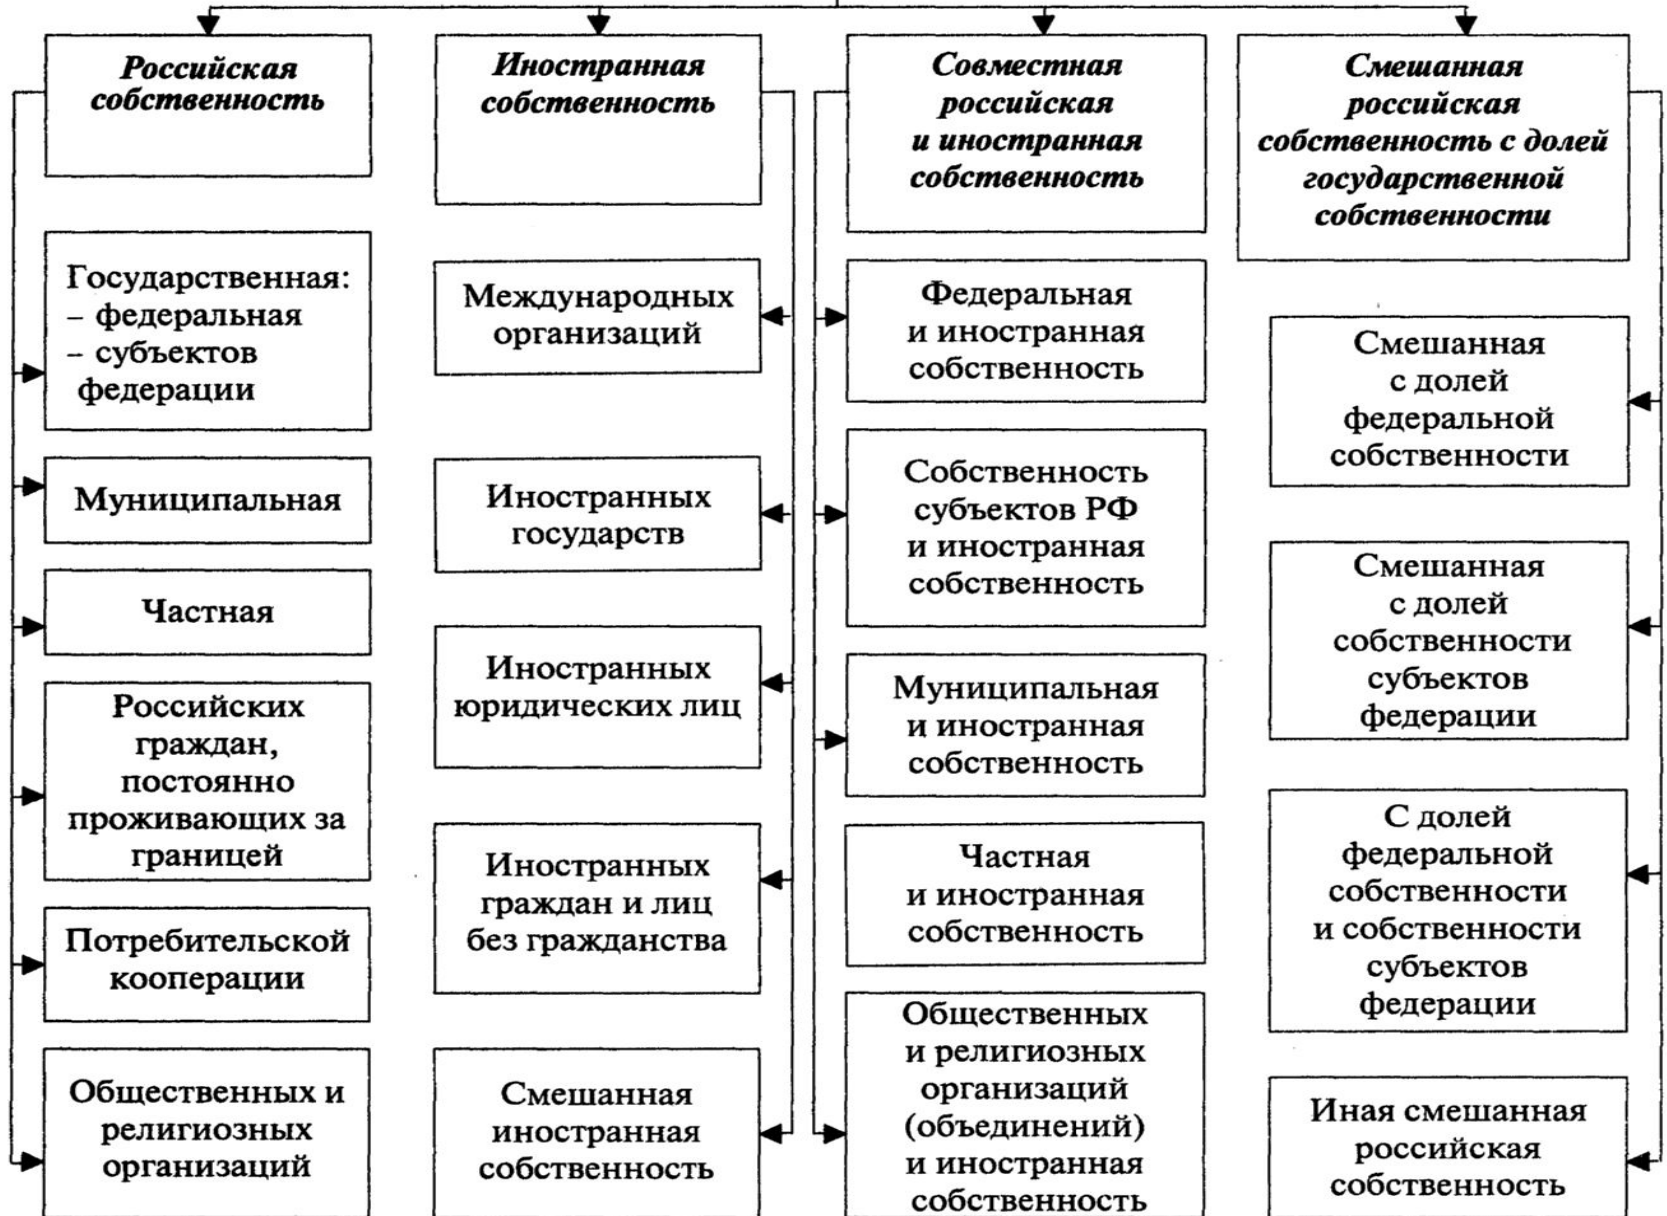 Российская
собственность
Государственная:
– федеральная
– субъектов
федерации
Муниципальная
Частная
Российских
граждан,
постоянно
проживающих за
границей
Потребительской
кооперации
Общественных и
религиозных
организаций
Иностранная
собственность
Международных
организаций
Иностранных
государств
Иностранных
юридических лиц
Иностранных
граждан и лиц
без гражданства
Смешанная
иностранная
собственность
Совместная
российская
и иностранная
собственность
Федеральная
и иностранная
собственность
Собственность
субъектов РФ
и иностранная
собственность
Муниципальная
и иностранная
собственность
Частная
и иностранная
собственность
Общественных
и религиозных
организаций
(объединений)
и иностранная
собственность
Смешанная
российская
собственность с долей
государственной
собственности
Смешанная
с долей
федеральной
собственности
Смешанная
с долей
собственности
субъектов
федерации
С долей
федеральной
собственности
и собственности
субъектов
федерации
Иная смешанная
российская
собственность